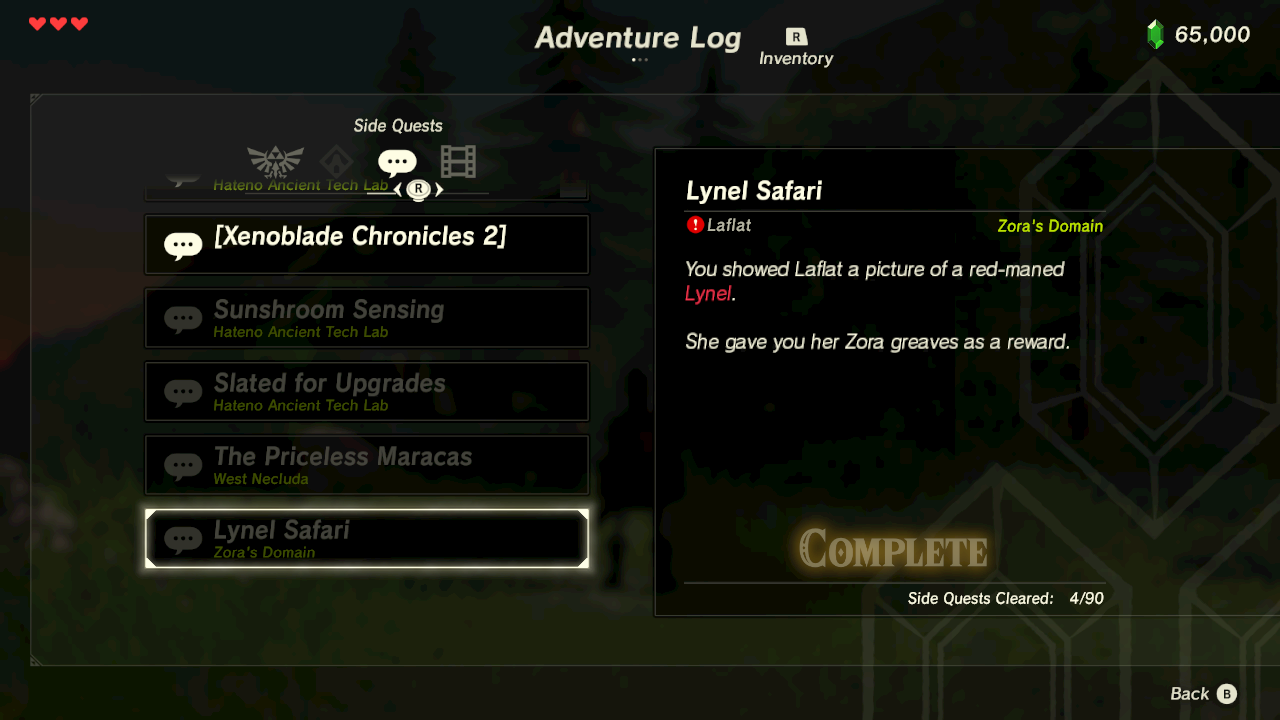 Adventure Log
R
Inventory
65,000
Side Quests
Hateno Ancient Tech Lab
R
[Xenoblade Chronicles 2]
Sunshroom Sensing
Hateno Ancient Tech Lab
Slated for Upgrades
Hateno Ancient Tech Lab
The Priceless Maracas
West Necluda
Lynel Safari
Zora's Domain
Lynel Safari
! Laflat
Zora's Domain
You showed Laflat a picture of a red-maned
Lynel.
She gave you her Zora greaves as a reward.
COMPLETE
Side Quests Cleared: 4/90
Back B